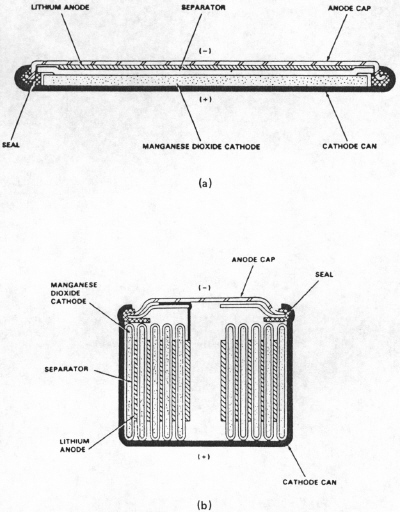 LITHIUM ANODE
SEPARATOR
ANODE CAP
(-)
(+)
SEAL
MANGANESE DIOXIDE CATHODE
CATHODE CAN
(a)
ANODE CAP
(-)
SEAL
MANGANESE
DIOXIDE
CATHODE
SEPARATOR
LITHIUM
ANODE
(+)
CATHODE CAN
(b)